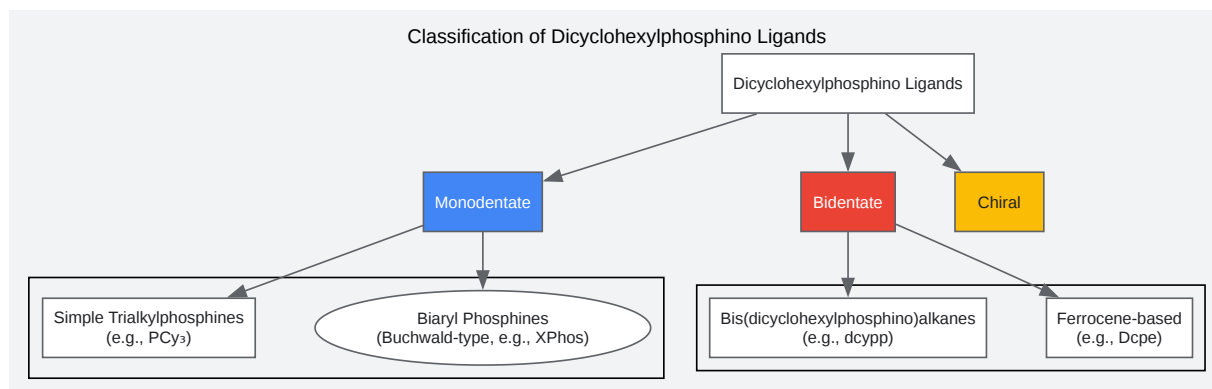 Classification of Dicyclohexylphosphino Ligands
Dicyclohexylphosphino Ligands
Monodentate
Bidentate
Chiral
Simple Trialkylphosphines
(e.g., PCy₃)
Biaryl Phosphines
(Buchwald-type, e.g., XPhos)
Bis(dicyclohexylphosphino)alkanes
(e.g., dcypp)
Ferrocene-based
(e.g., Dcpe)